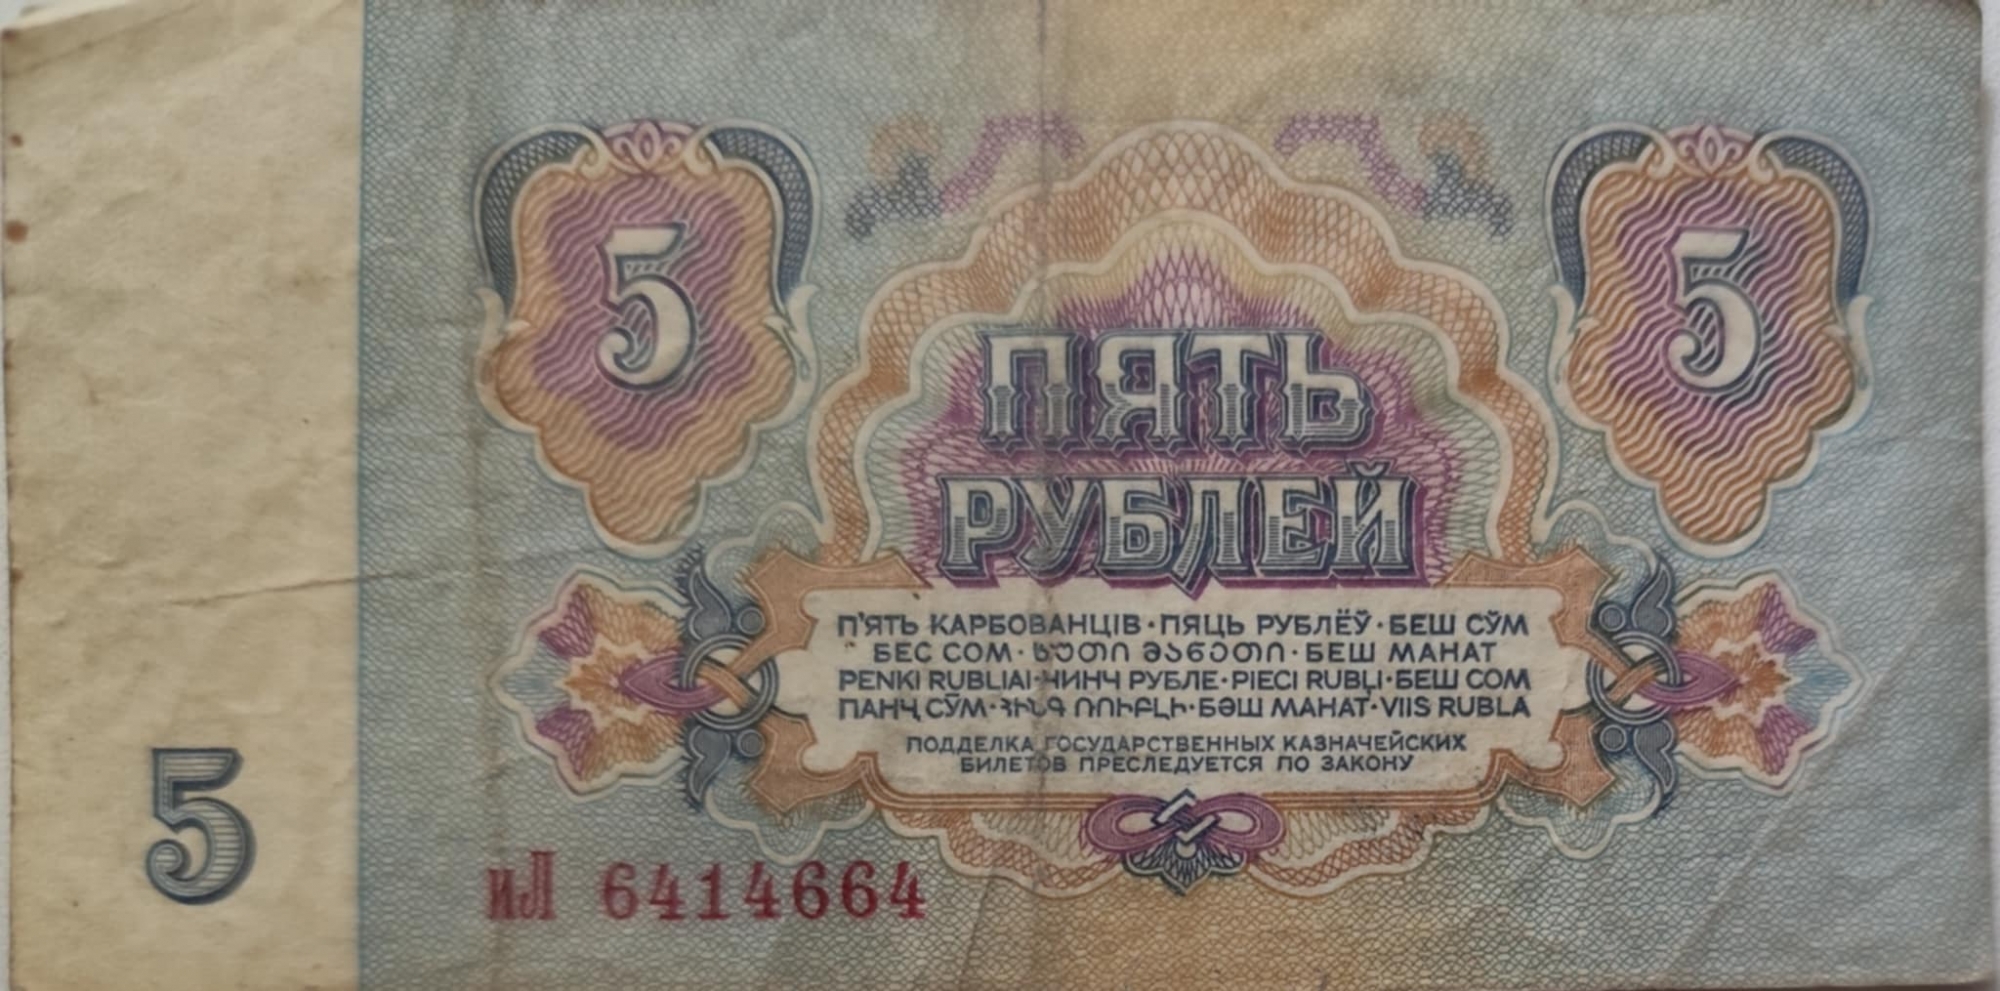 5
5
ПЯТЬ
РУБЛЕЙ
П'ЯТЬ КАРБОВАНЦІВ·ПЯЦЬ РУБЛЁЎ·БЕШ СЎМ
БЕС СОМ·ᲮᲣᲗᲘ ᲛᲐᲜᲔᲗᲘ·БЕШ МАНАТ
PENKI RUBLIAI·ЧИНЧ РУБЛЕ·PIECI RUBĻI·БЕШ СОМ
ПАНҶ СӮМ·ՀԻՆԳ ՌՈՒԲԼԻ·БӘШ МАНАТ·VIIS RUBLA
ПОДДЕЛКА ГОСУДАРСТВЕННЫХ КАЗНАЧЕЙСКИХ
БИЛЕТОВ ПРЕСЛЕДУЕТСЯ ПО ЗАКОНУ
5
иЛ 6414664